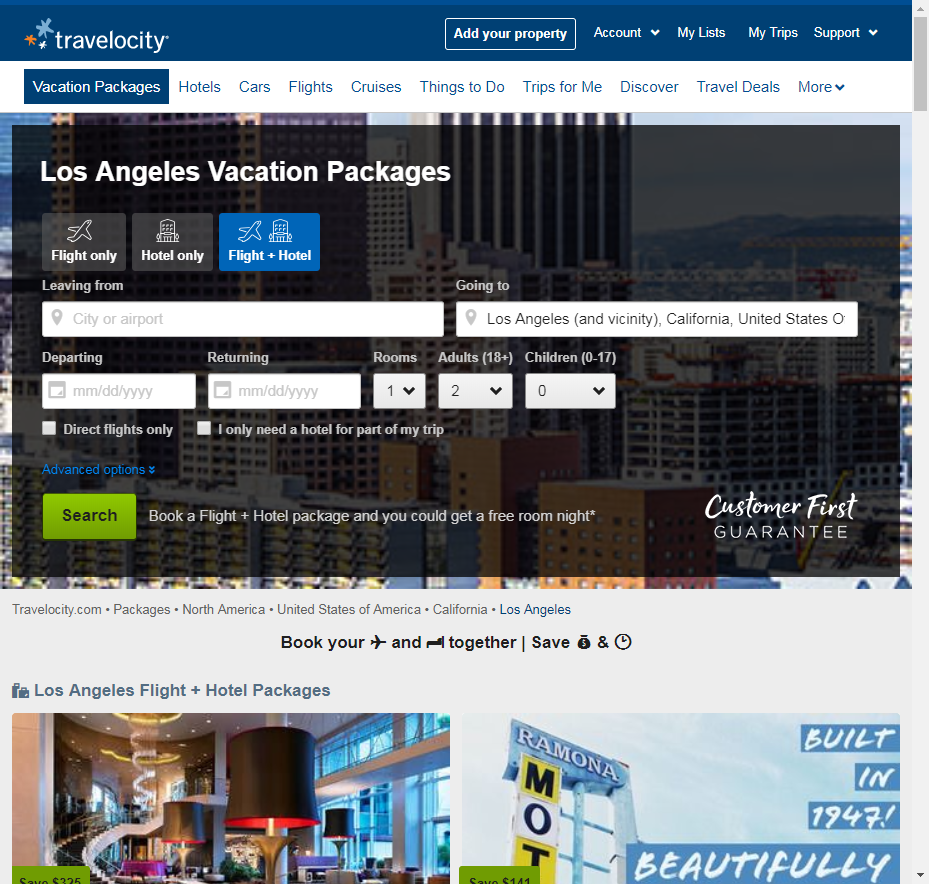 travelocity
Add your property
Account
My Lists
My Trips
Support
Vacation Packages
Hotels
Cars
Flights
Cruises
Things to Do
Trips for Me
Discover
Travel Deals
More
Los Angeles Vacation Packages
Flight only
Hotel only
Flight + Hotel
Leaving from
Going to
City or airport
Los Angeles (and vicinity), California, United States O
Departing
Returning
Rooms
Adults (18+)
Children (0-17)
mm/dd/yyyy
mm/dd/yyyy
1
2
0
Direct flights only
I only need a hotel for part of my trip
Advanced options
Search
Book a Flight + Hotel package and you could get a free room night*
Customer First
GUARANTEE
Travelocity.com • Packages • North America • United States of America • California • Los Angeles
Book your and together | Save &
Los Angeles Flight + Hotel Packages
RAMONA
MOT
BUILT
IN
1947!
BEAUTIFULLY
Save $325
Save $141